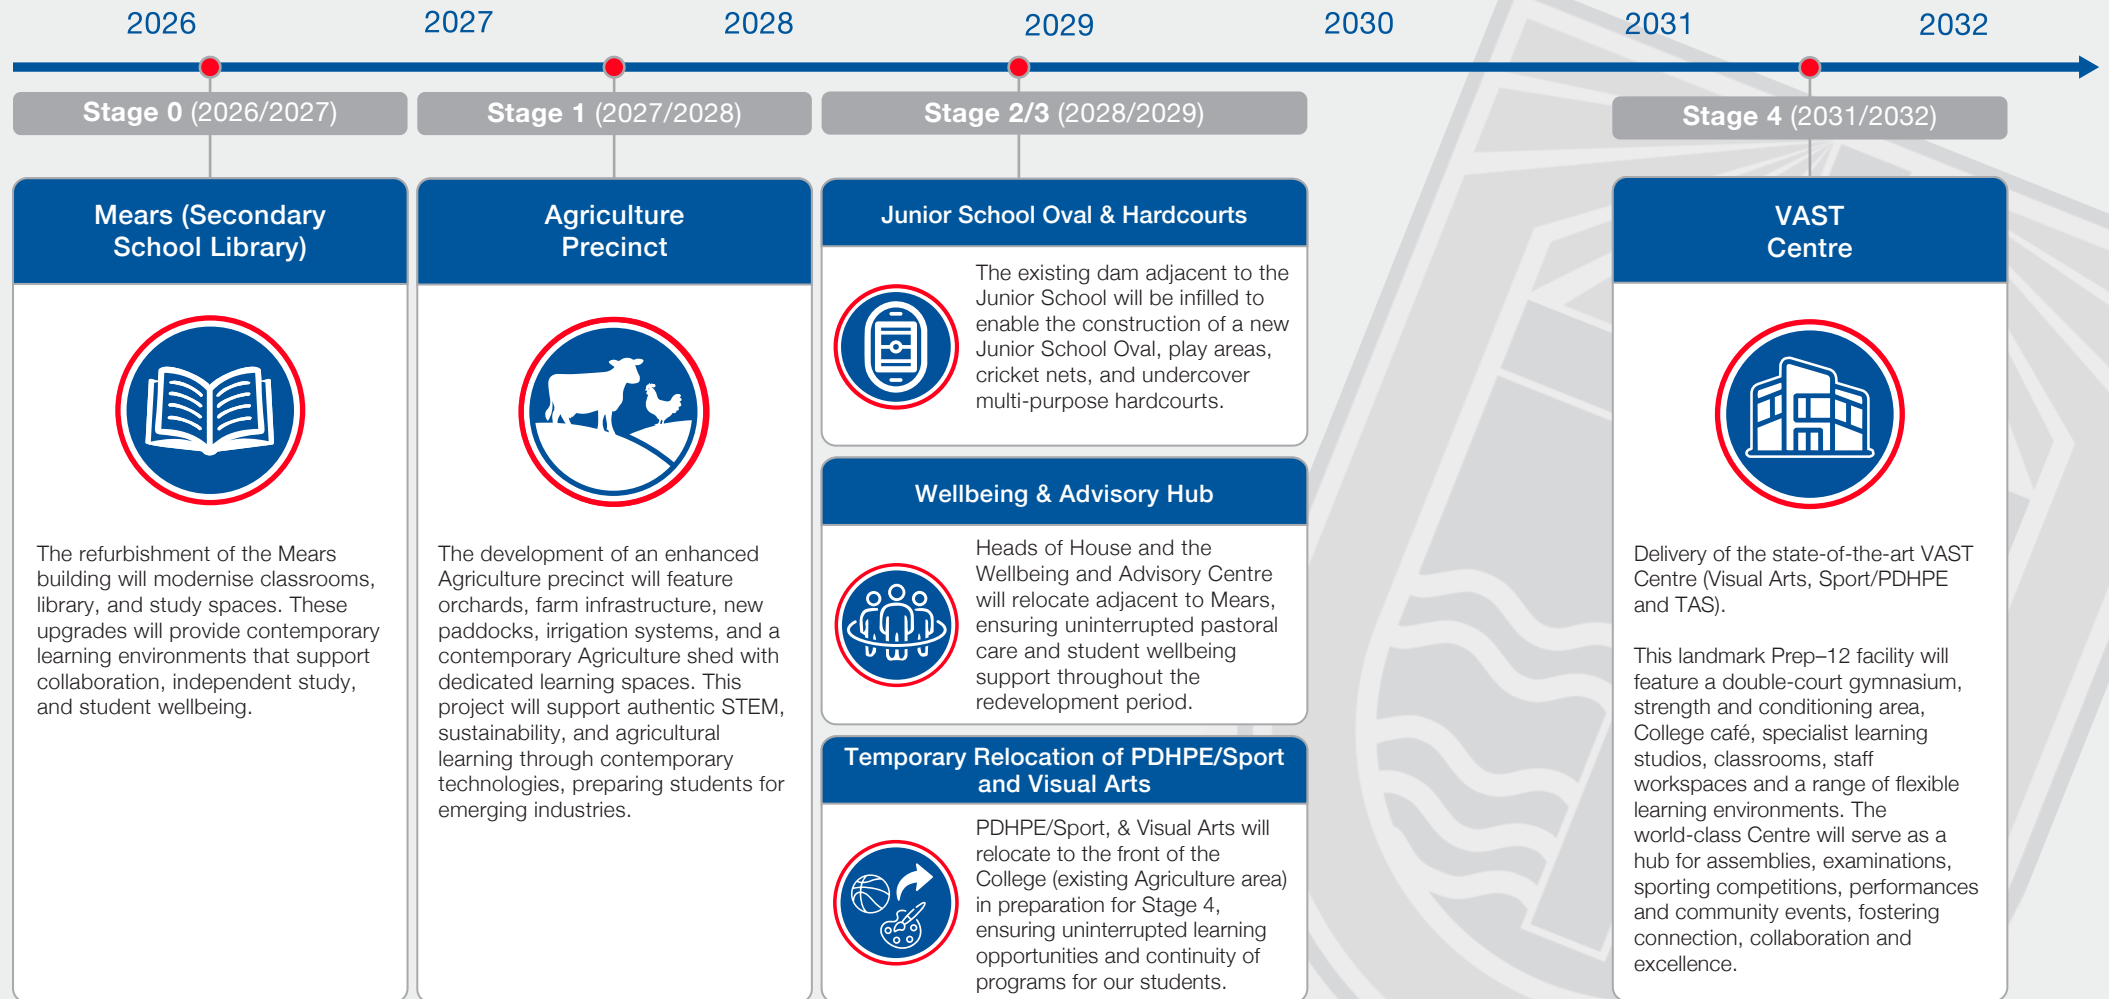 2026
2027
2028
2029
2030
2031
2032
Stage 0 (2026/2027)
Stage 1 (2027/2028)
Stage 2/3 (2028/2029)
Stage 4 (2031/2032)
Mears (Secondary
School Library)
The refurbishment of the Mears
building will modernise classrooms,
library, and study spaces. These
upgrades will provide contemporary
learning environments that support
collaboration, independent study,
and student wellbeing.
Agriculture
Precinct
The development of an enhanced
Agriculture precinct will feature
orchards, farm infrastructure, new
paddocks, irrigation systems, and a
contemporary Agriculture shed with
dedicated learning spaces. This
project will support authentic STEM,
sustainability, and agricultural
learning through contemporary
technologies, preparing students for
emerging industries.
Junior School Oval & Hardcourts
The existing dam adjacent to the
Junior School will be infilled to
enable the construction of a new
Junior School Oval, play areas,
cricket nets, and undercover
multi-purpose hardcourts.
Wellbeing & Advisory Hub
Heads of House and the
Wellbeing and Advisory Centre
will relocate adjacent to Mears,
ensuring uninterrupted pastoral
care and student wellbeing
support throughout the
redevelopment period.
Temporary Relocation of PDHPE/Sport
and Visual Arts
PDHPE/Sport, & Visual Arts will
relocate to the front of the
College (existing Agriculture area)
in preparation for Stage 4,
ensuring uninterrupted learning
opportunities and continuity of
programs for our students.
VAST
Centre
Delivery of the state-of-the-art VAST
Centre (Visual Arts, Sport/PDHPE
and TAS).
This landmark Prep–12 facility will
feature a double-court gymnasium,
strength and conditioning area,
College café, specialist learning
studios, classrooms, staff
workspaces and a range of flexible
learning environments. The
world-class Centre will serve as a
hub for assemblies, examinations,
sporting competitions, performances
and community events, fostering
connection, collaboration and
excellence.